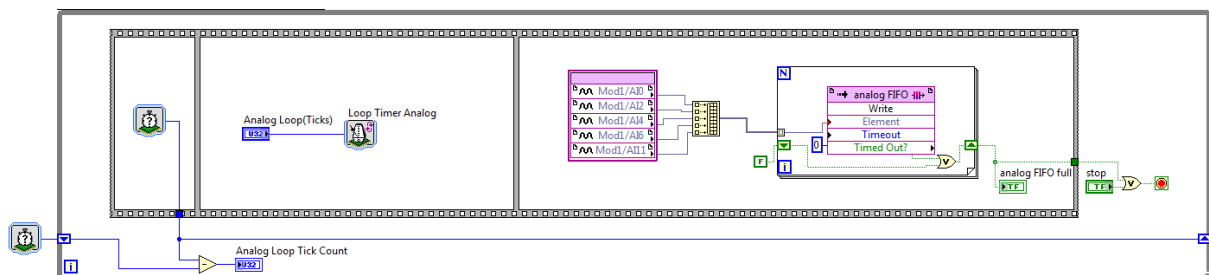 N
analog FIFO
Write
Element
Timeout
Timed Out?
0
F
i
Mod1/AI0
Mod1/AI2
Mod1/AI4
Mod1/AI6
Mod1/AI11
Analog Loop(Ticks)
U32
Loop Timer Analog
analog FIFO full
TF
stop
TF
Analog Loop Tick Count
U32
i